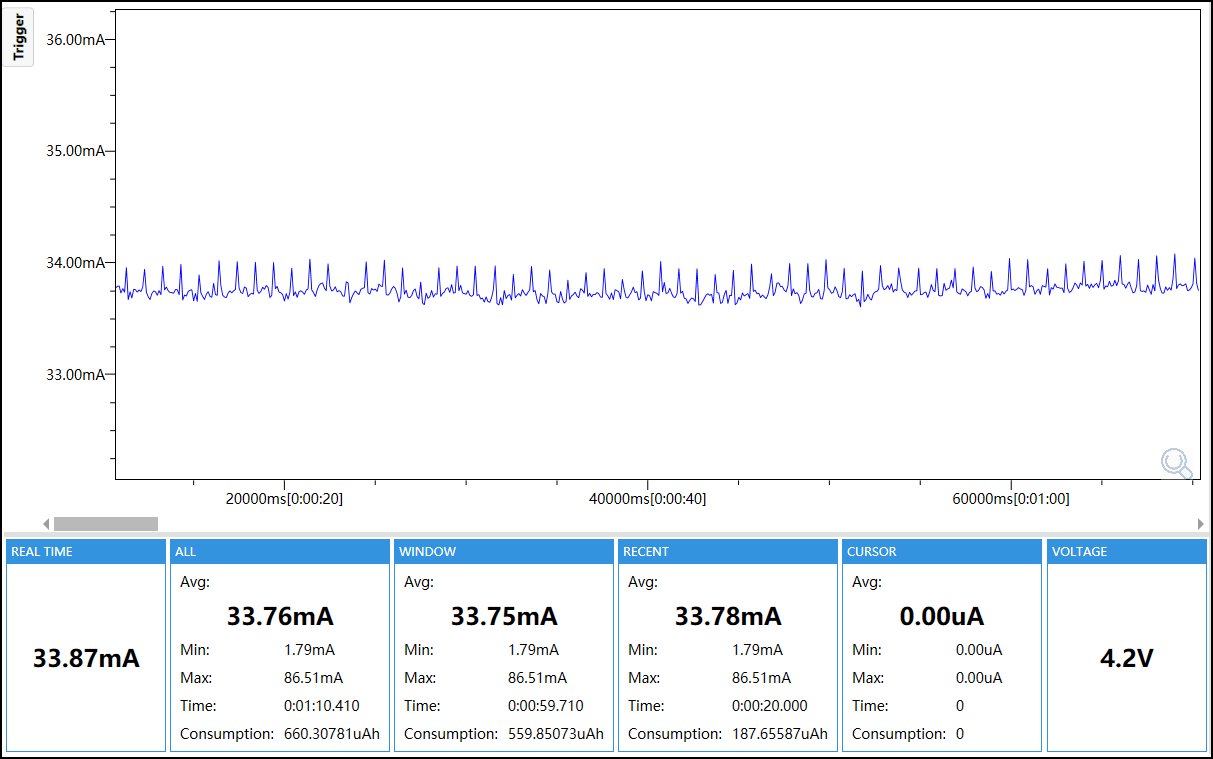 Trigger
36.00mA
35.00mA
34.00mA
33.00mA
20000ms[0:00:20] 40000ms[0:00:40] 60000ms[0:01:00]
REAL TIME
33.87mA
ALL
Avg:
33.76mA
Min: 1.79mA
Max: 86.51mA
Time: 0:01:10.410
Consumption: 660.30781uAh
WINDOW
Avg:
33.75mA
Min: 1.79mA
Max: 86.51mA
Time: 0:00:59.710
Consumption: 559.85073uAh
RECENT
Avg:
33.78mA
Min: 1.79mA
Max: 86.51mA
Time: 0:00:20.000
Consumption: 187.65587uAh
CURSOR
Avg:
0.00uA
Min: 0.00uA
Max: 0.00uA
Time: 0
Consumption: 0
VOLTAGE
4.2V